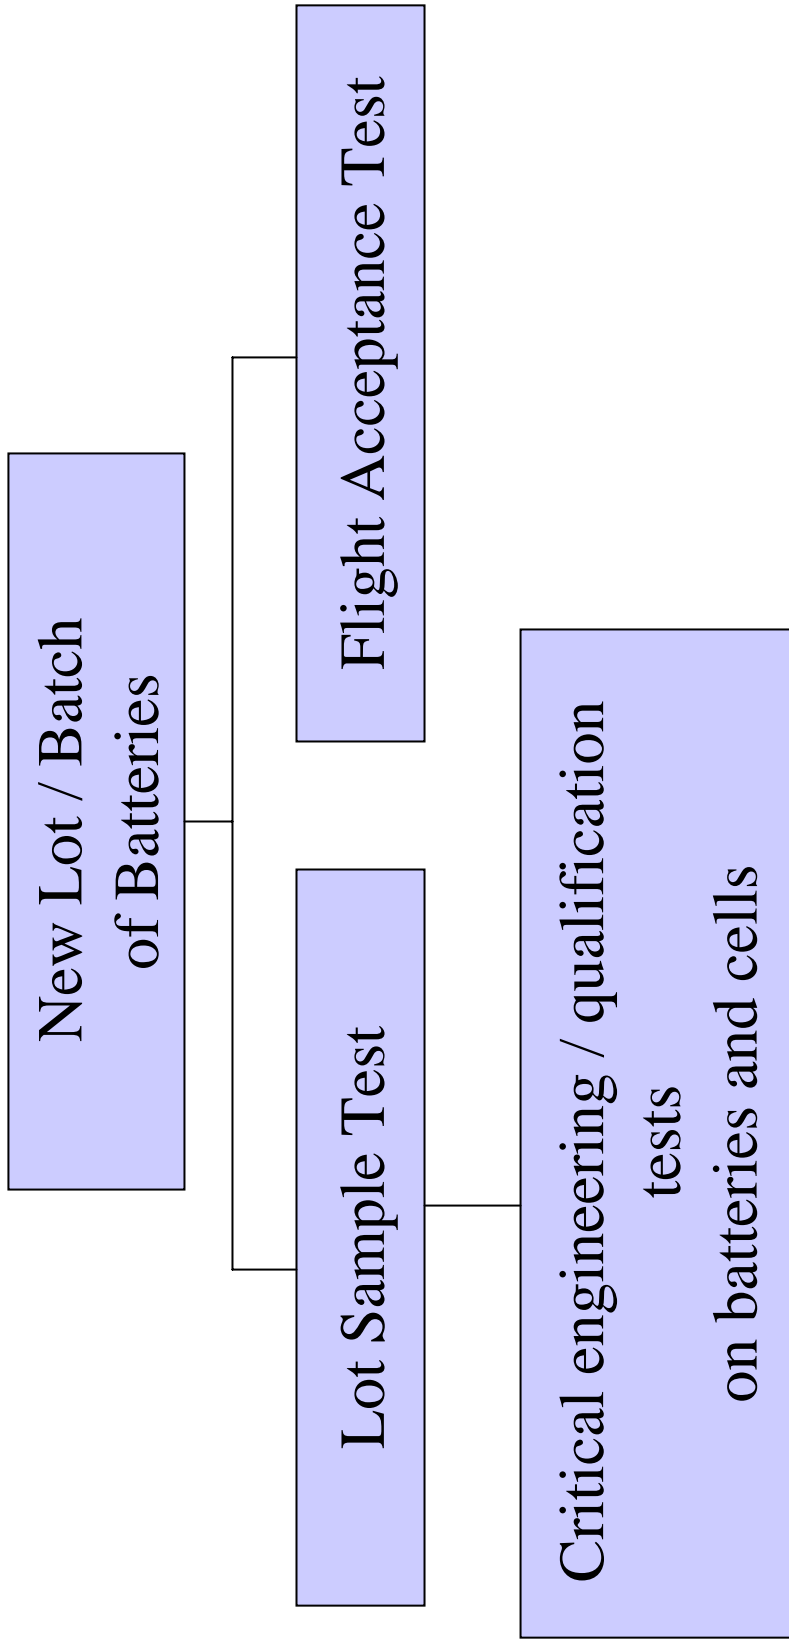 New Lot / Batch
of Batteries
Lot Sample Test
Flight Acceptance Test
Critical engineering / qualification
tests
on batteries and cells